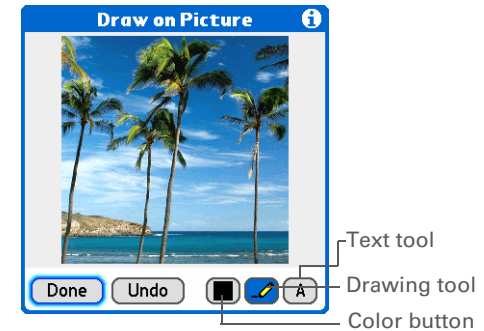 Draw on Picture
Text tool
Done Undo A
Drawing tool
Color button